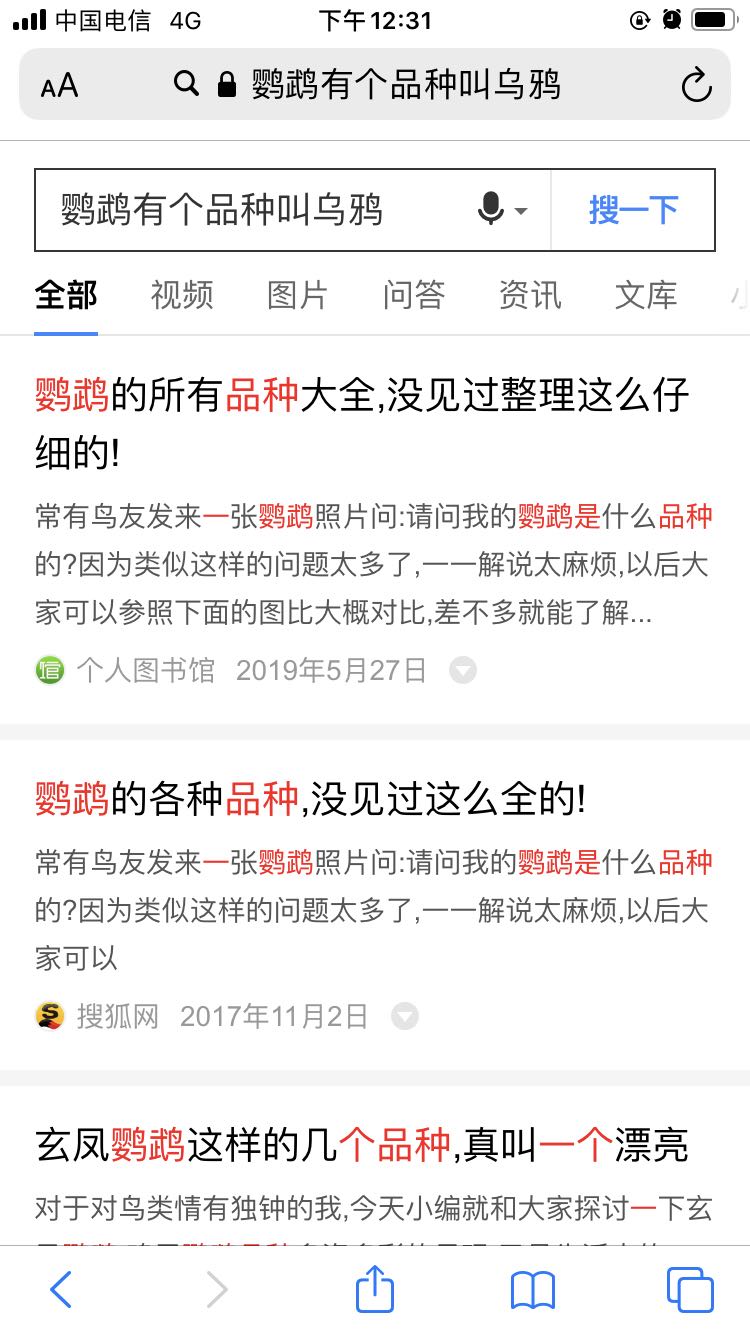 中国电信 4G 下午12:31
AA 鹦鹉有个品种叫乌鸦
鹦鹉有个品种叫乌鸦 搜一下
全部 视频 图片 问答 资讯 文库
鹦鹉的所有品种大全,没见过整理这么仔
细的!
常有鸟友发来一张鹦鹉照片问:请问我的鹦鹉是什么品种
的?因为类似这样的问题太多了,一一解说太麻烦,以后大
家可以参照下面的图比大概对比,差不多就能了解...
馆 个人图书馆 2019年5月27日
鹦鹉的各种品种,没见过这么全的!
常有鸟友发来一张鹦鹉照片问:请问我的鹦鹉是什么品种
的?因为类似这样的问题太多了,一一解说太麻烦,以后大
家可以
搜狐网 2017年11月2日
玄凤鹦鹉这样的几个品种,真叫一个漂亮
对于对鸟类情有独钟的我,今天小编就和大家探讨一下玄